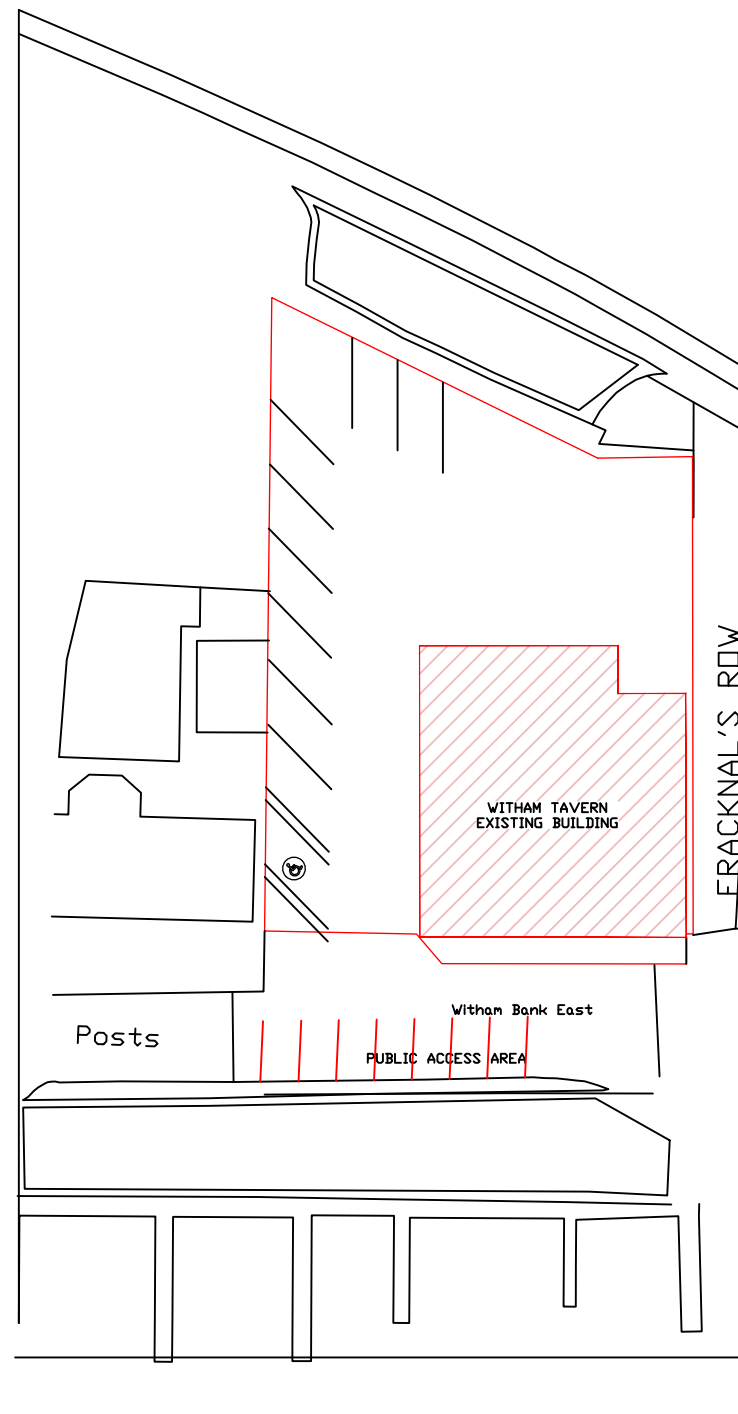 WITHAM TAVERN
EXISTING BUILDING
FRACKNAL'S ROW
Witham Bank East
Posts
PUBLIC ACCESS AREA